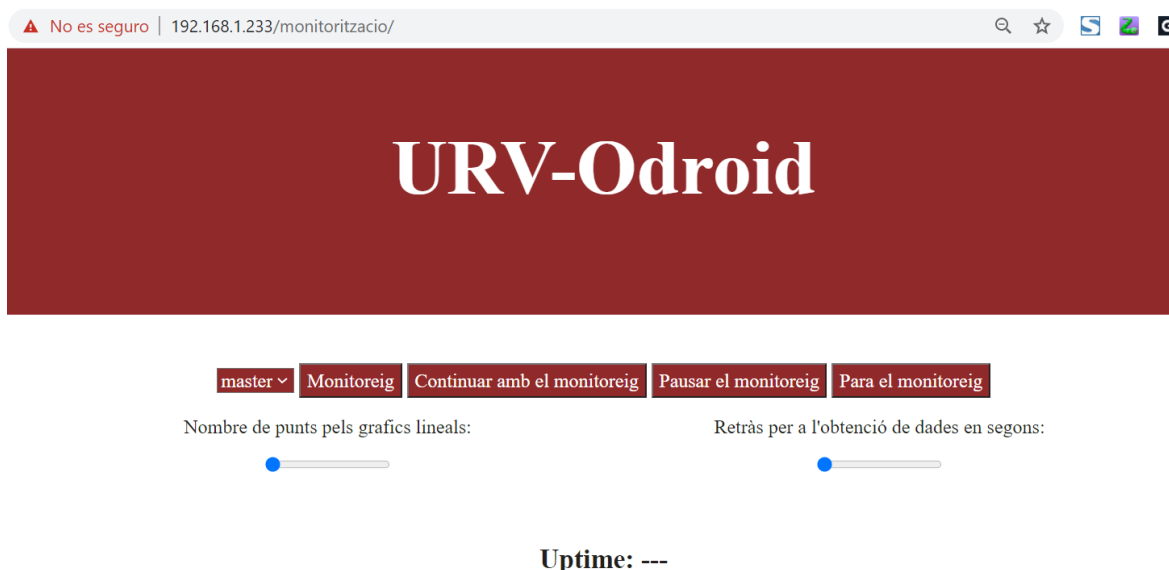 No es seguro | 192.168.1.233/monitoritzacio/
URV-Odroid
master Monitoreig Continuar amb el monitoreig Pausar el monitoreig Para el monitoreig
Nombre de punts pels grafics lineals: Retràs per a l'obtenció de dades en segons:
Uptime: ---